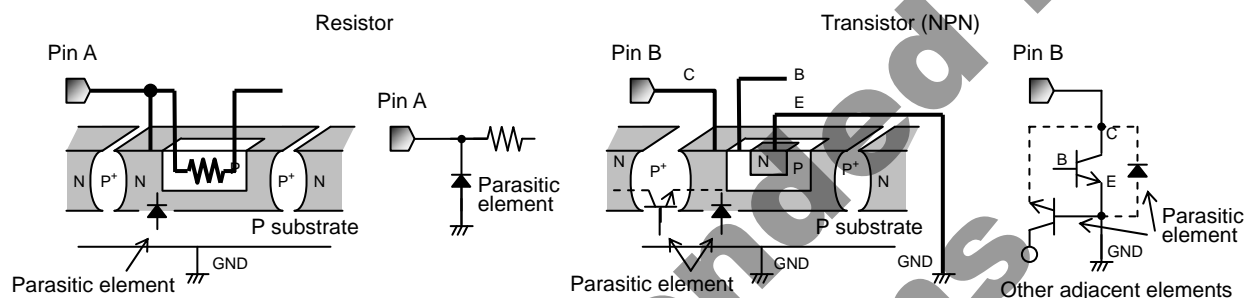 Resistor
Transistor (NPN)
Pin A
Pin B
Pin B
C
B
E
Pin A
C
B
E
N
P+
N
P
P+
N
N
P+
N
P
P+
N
Parasitic
element
P substrate
P substrate
Parasitic
element
GND
GND
GND
GND
Parasitic element
Parasitic element
Other adjacent elements